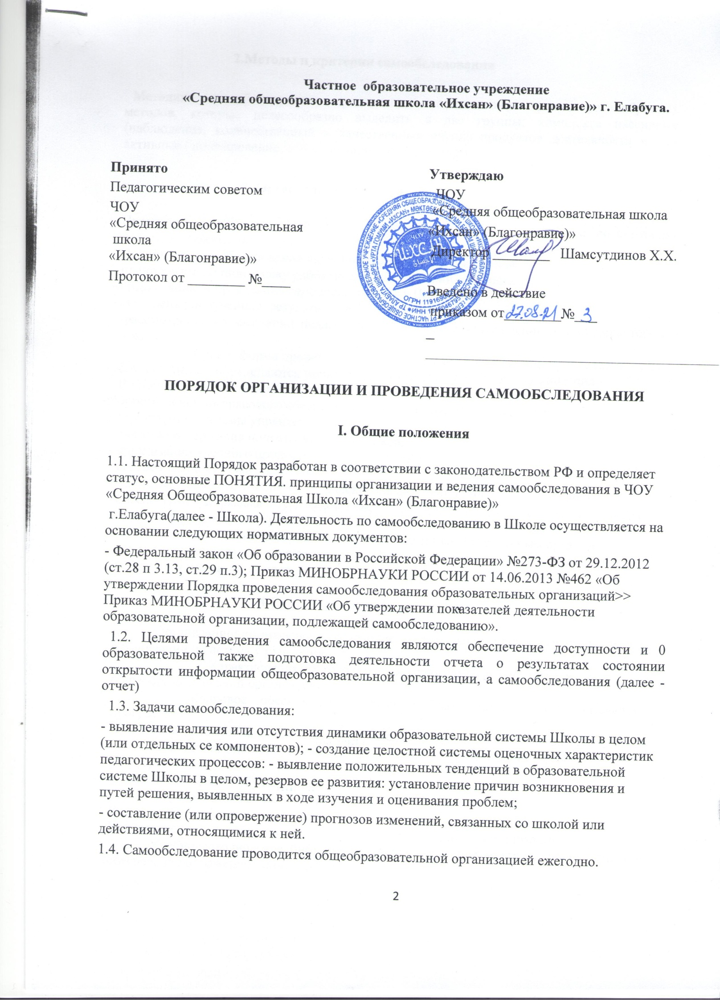 Частное образовательное учреждение
«Средняя общеобразовательная школа «Ихсан» (Благонравие)» г. Елабуга.
Принято
Педагогическим советом
ЧОУ
«Средняя общеобразовательная
школа
«Ихсан» (Благонравие)»
Протокол от ________ №____
Утверждаю
ЧОУ
«Средняя общеобразовательная школа
«Ихсан» (Благонравие)»
Директор ________ Шамсутдинов Х.Х.
Введено в действие
приказом от 27.08.21 № 3
ЧОУ
ИХСАН
ОГРН 1191690020906
ПОРЯДОК ОРГАНИЗАЦИИ И ПРОВЕДЕНИЯ САМООБСЛЕДОВАНИЯ
I. Общие положения
1.1. Настоящий Порядок разработан в соответствии с законодательством РФ и определяет
статус, основные ПОНЯТИЯ. принципы организации и ведения самообследования в ЧОУ
«Средняя Общеобразовательная Школа «Ихсан» (Благонравие)»
г.Елабуга(далее - Школа). Деятельность по самообследованию в Школе осуществляется на
основании следующих нормативных документов:
- Федеральный закон «Об образовании в Российской Федерации» №273-ФЗ от 29.12.2012
(ст.28 п 3.13, ст.29 п.3); Приказ МИНОБРНАУКИ РОССИИ от 14.06.2013 №462 «Об
утверждении Порядка проведения самообследования образовательных организаций>>
Приказ МИНОБРНАУКИ РОССИИ «Об утверждении показателей деятельности
образовательной организации, подлежащей самообследованию».
1.2. Целями проведения самообследования являются обеспечение доступности и 0
образовательной также подготовка деятельности отчета о результатах состоянии
открытости информации общеобразовательной организации, а самообследования (далее -
отчет)
1.3. Задачи самообследования:
- выявление наличия или отсутствия динамики образовательной системы Школы в целом
(или отдельных се компонентов); - создание целостной системы оценочных характеристик
педагогических процессов: - выявление положительных тенденций в образовательной
системе Школы в целом, резервов ее развития: установление причин возникновения и
путей решения, выявленных в ходе изучения и оценивания проблем;
- составление (или опровержение) прогнозов изменений, связанных со школой или
действиями, относящимися к ней.
1.4. Самообследование проводится общеобразовательной организацией ежегодно.
2